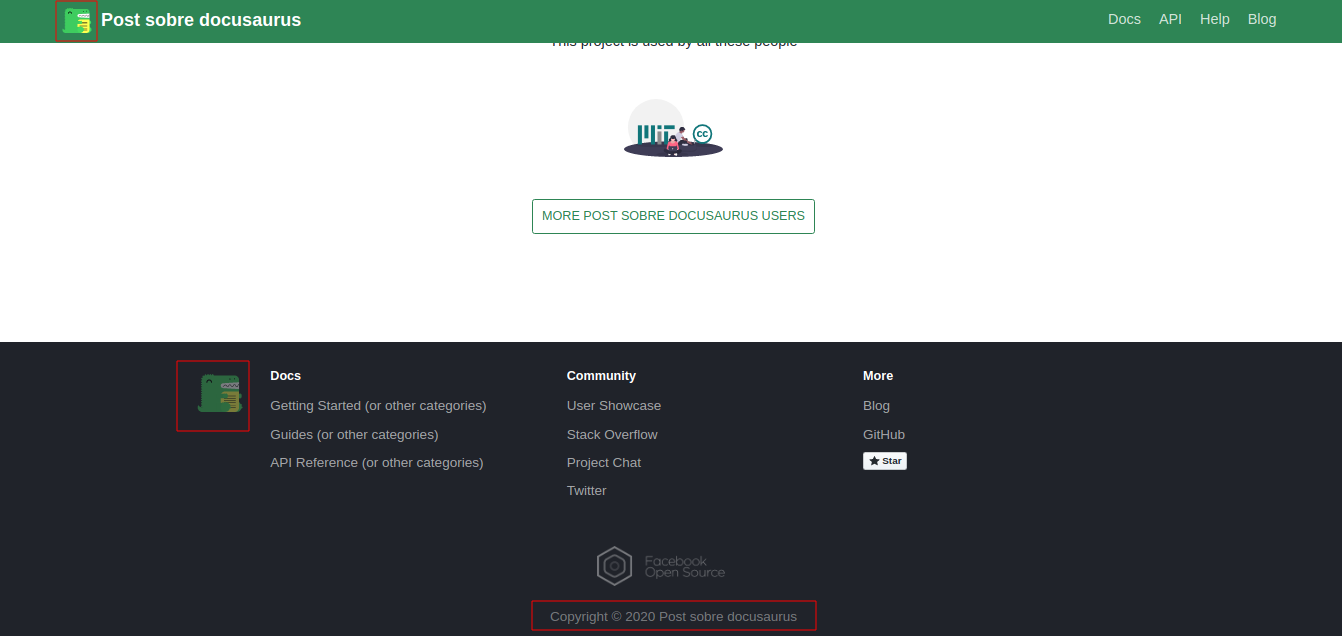 Post sobre docusaurus
Docs API Help Blog
This project is used by all these people
MIT cc
MORE POST SOBRE DOCUSAURUS USERS
Docs
Getting Started (or other categories)
Guides (or other categories)
API Reference (or other categories)
Community
User Showcase
Stack Overflow
Project Chat
Twitter
More
Blog
GitHub
Star
Facebook
Open Source
Copyright © 2020 Post sobre docusaurus